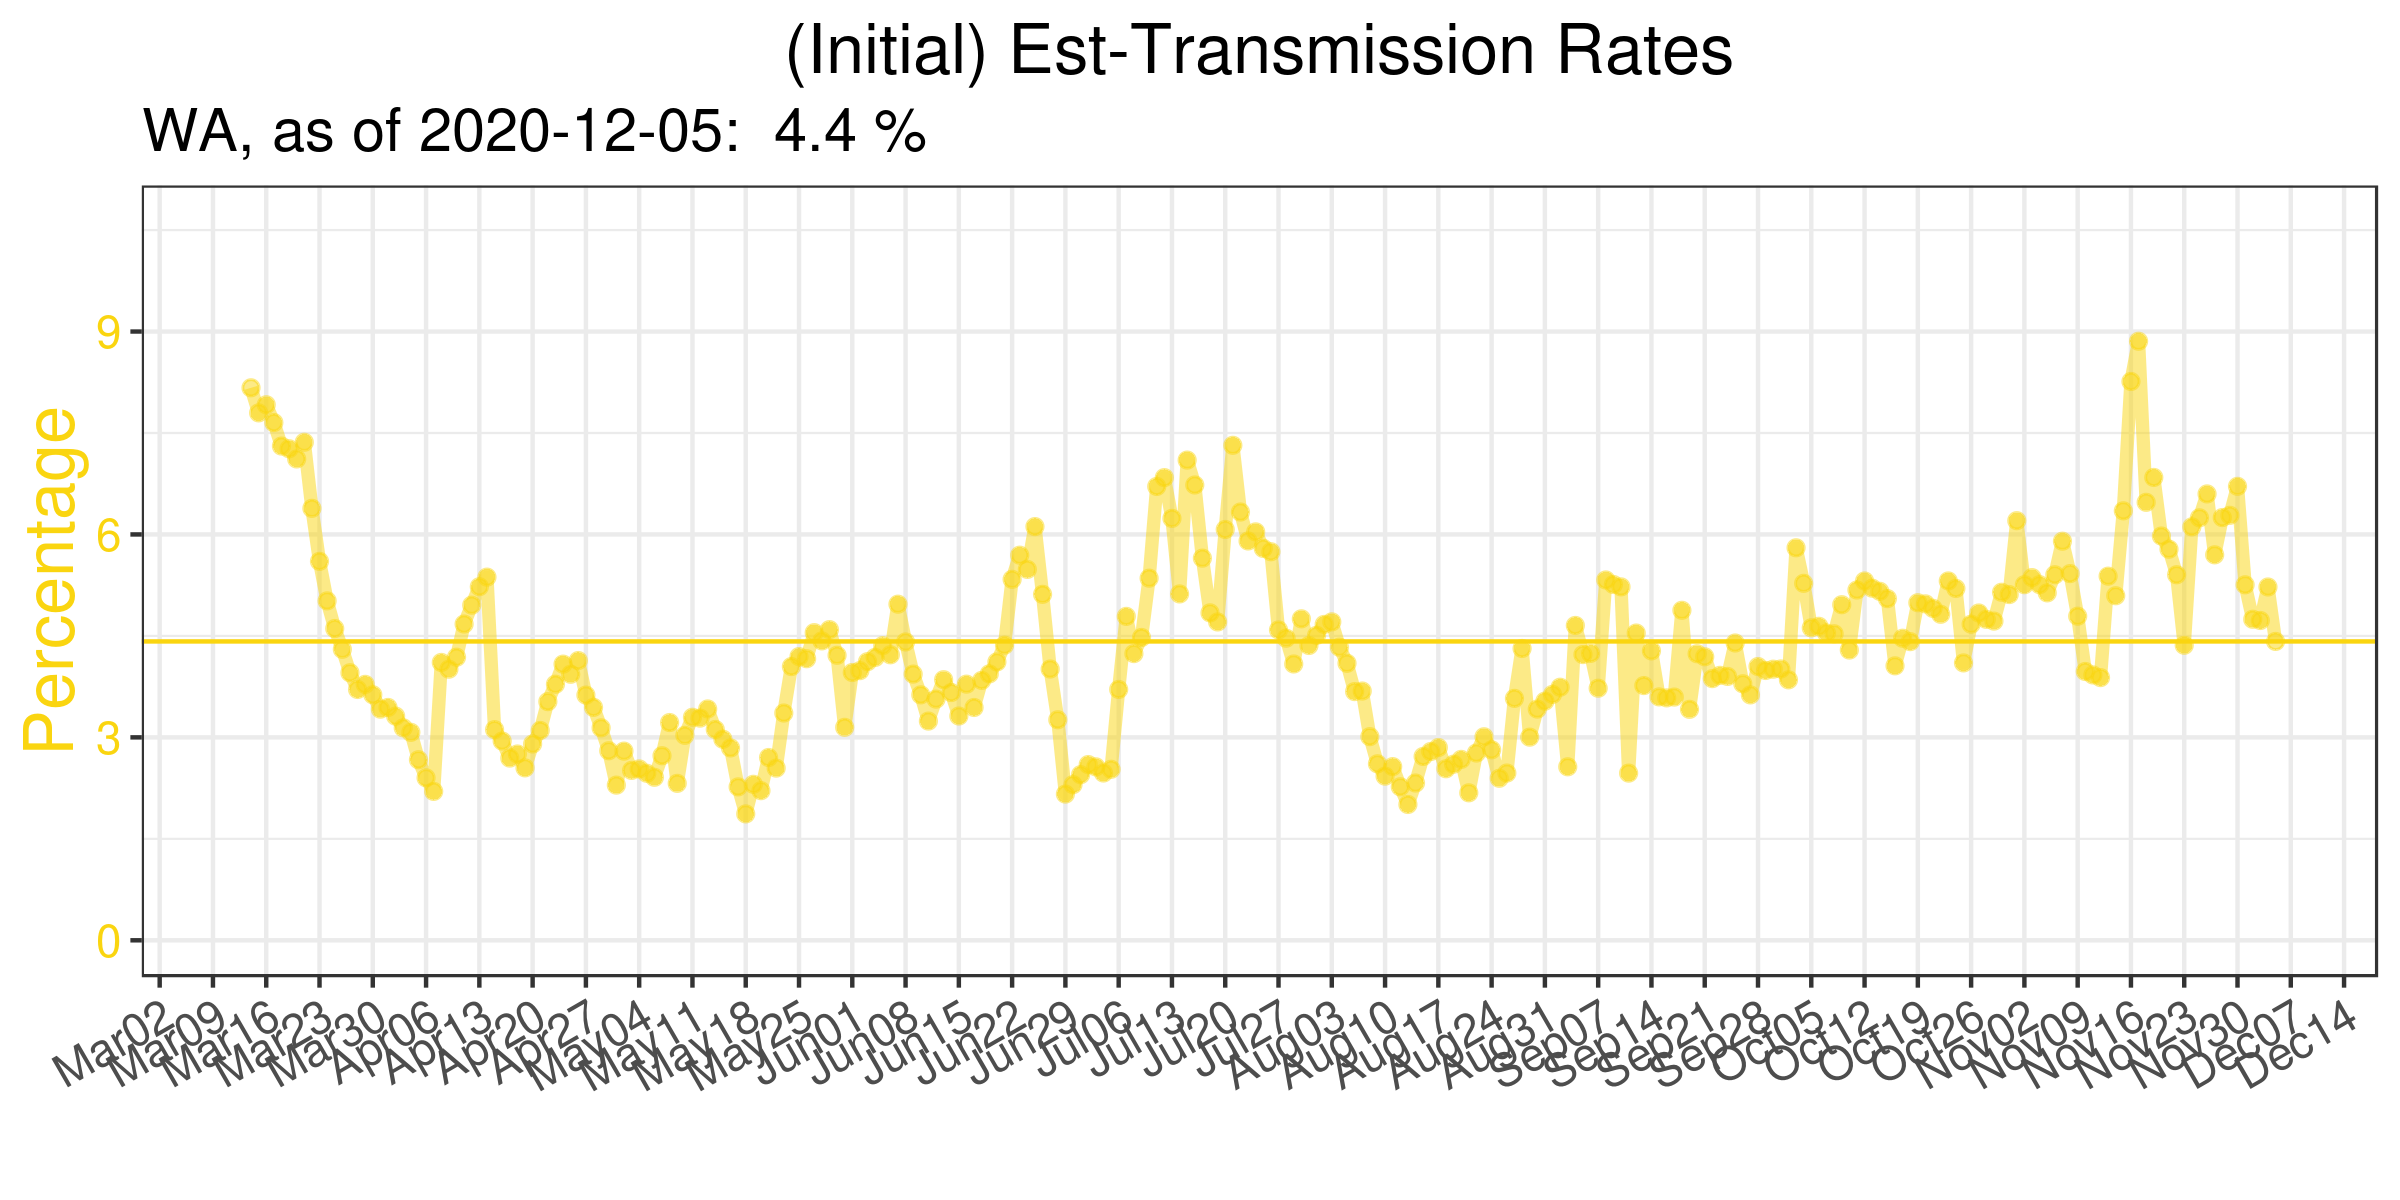 (Initial) Est-Transmission Rates
WA, as of 2020-12-05:  4.4 %
Percentage
9
6
3
0
Mar02
Mar09
Mar16
Mar23
Mar30
Apr06
Apr13
Apr20
Apr27
May04
May11
May18
May25
Jun01
Jun08
Jun15
Jun22
Jun29
Jul06
Jul13
Jul20
Jul27
Aug03
Aug10
Aug17
Aug24
Aug31
Sep07
Sep14
Sep21
Sep28
Oct05
Oct12
Oct19
Oct26
Nov02
Nov09
Nov16
Nov23
Nov30
Dec07
Dec14